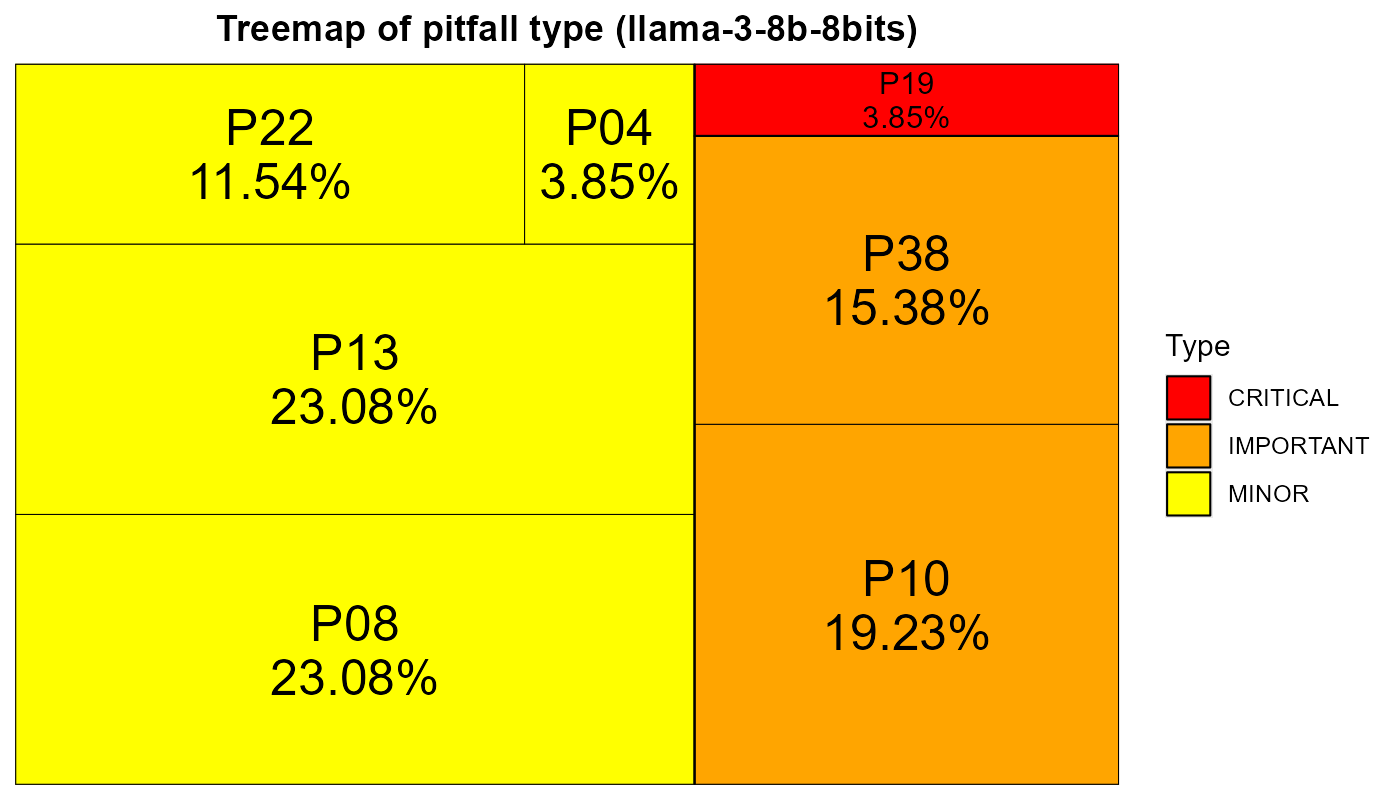 Treemap of pitfall type (llama-3-8b-8bits)
P22
11.54%
P04
3.85%
P19
3.85%
P38
15.38%
P13
23.08%
P10
19.23%
P08
23.08%
Type
CRITICAL
IMPORTANT
MINOR